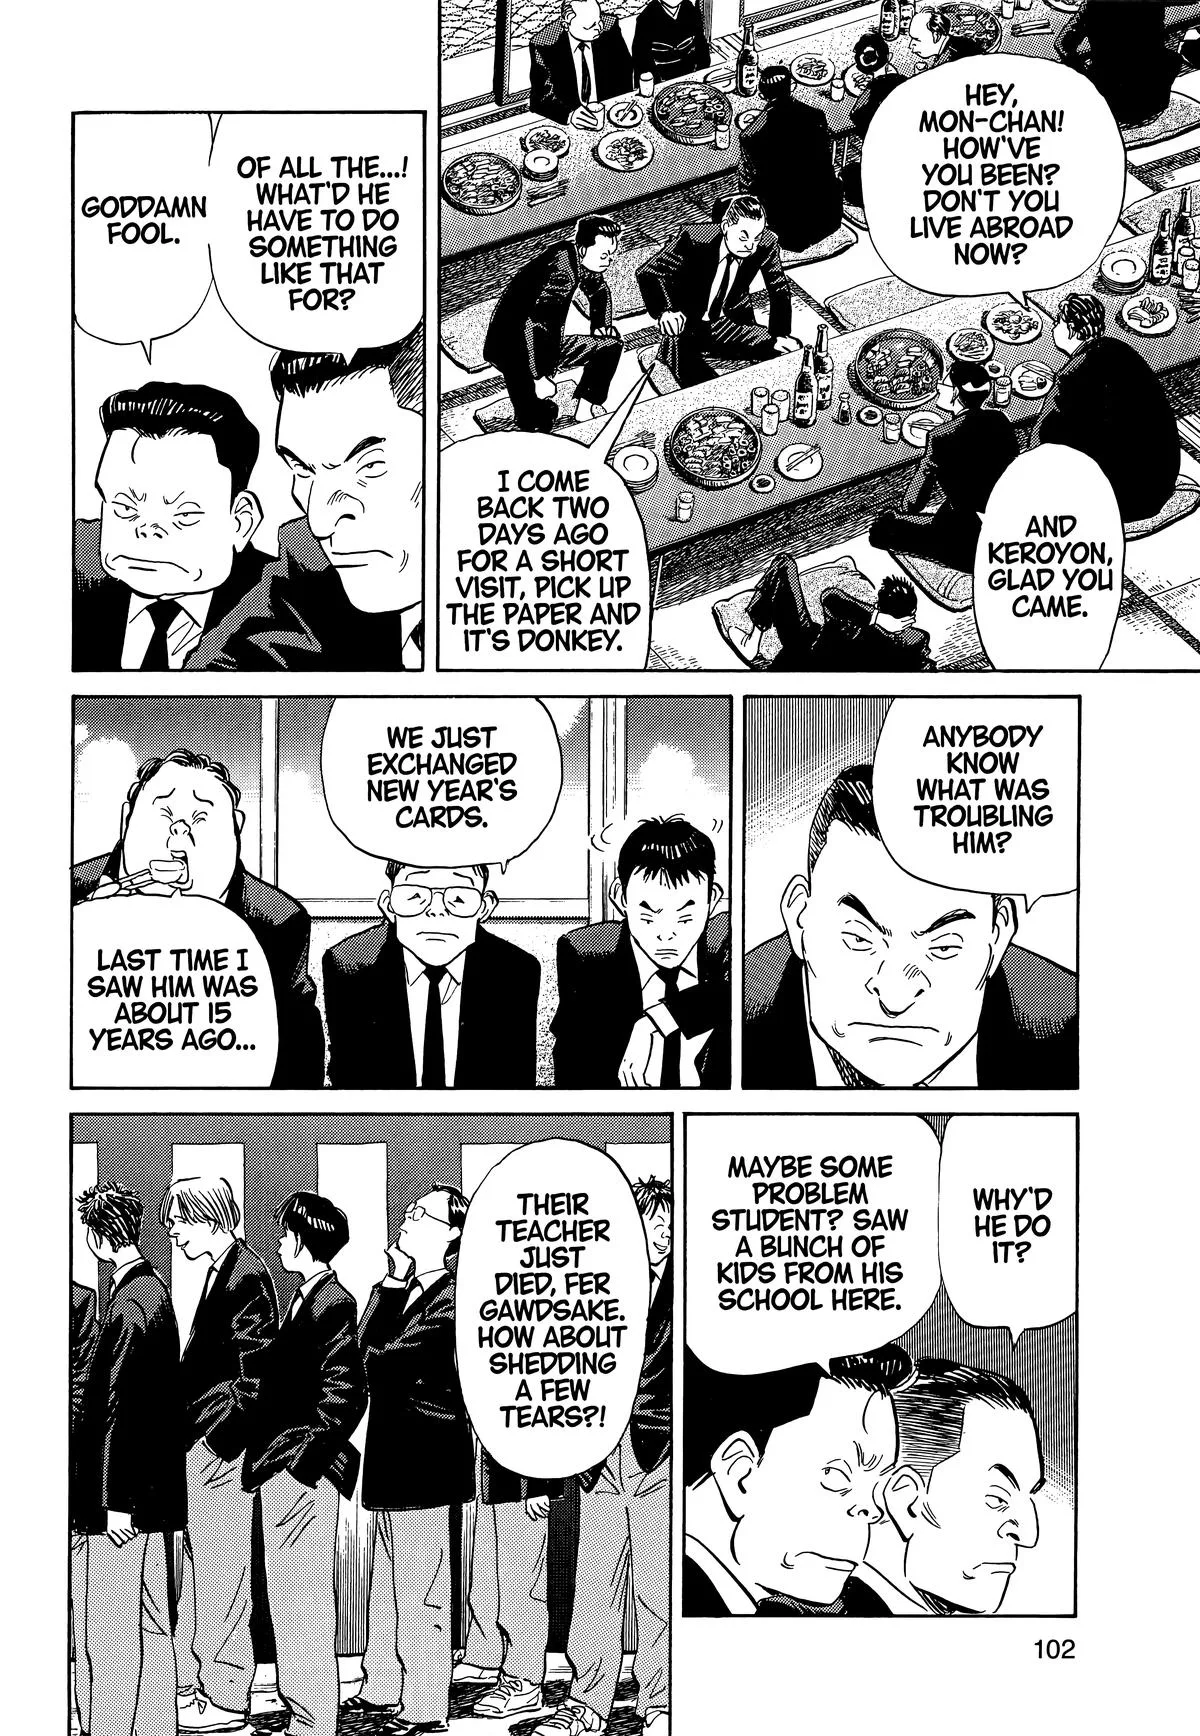 HEY,
MON-CHAN!
HOW'VE
YOU BEEN?
DON'T YOU
LIVE ABROAD
NOW?
AND
KEROYON,
GLAD YOU
CAME.
I COME
BACK TWO
DAYS AGO
FOR A SHORT
VISIT, PICK UP
THE PAPER AND
IT'S DONKEY.
OF ALL THE...!
WHAT'D HE
HAVE TO DO
SOMETHING
LIKE THAT
FOR?
GODDAMN
FOOL.
ANYBODY
KNOW
WHAT WAS
TROUBLING
HIM?
WE JUST
EXCHANGED
NEW YEAR'S
CARDS.
LAST TIME I
SAW HIM WAS
ABOUT 15
YEARS AGO...
WHY'D
HE DO
IT?
MAYBE SOME
PROBLEM
STUDENT? SAW
A BUNCH OF
KIDS FROM HIS
SCHOOL HERE.
THEIR
TEACHER
JUST
DIED, FER
GAWDSAKE.
HOW ABOUT
SHEDDING
A FEW
TEARS?!
102